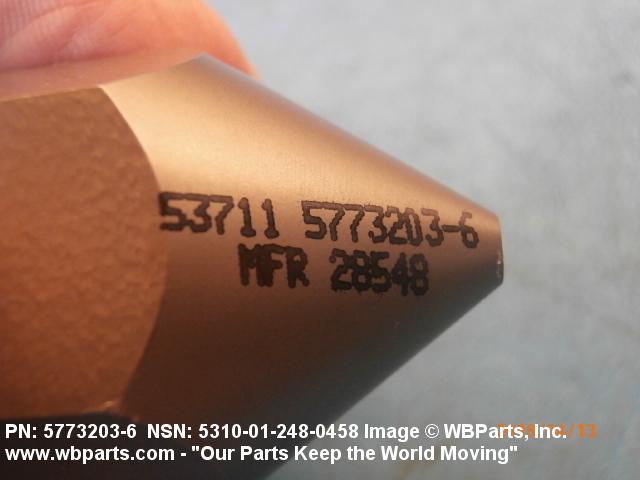 53711 5773203-6
MFR 28548
PN: 5773203-6 NSN: 5310-01-248-0458 Image © WBParts, Inc.
www.wbparts.com - "Our Parts Keep the World Moving"